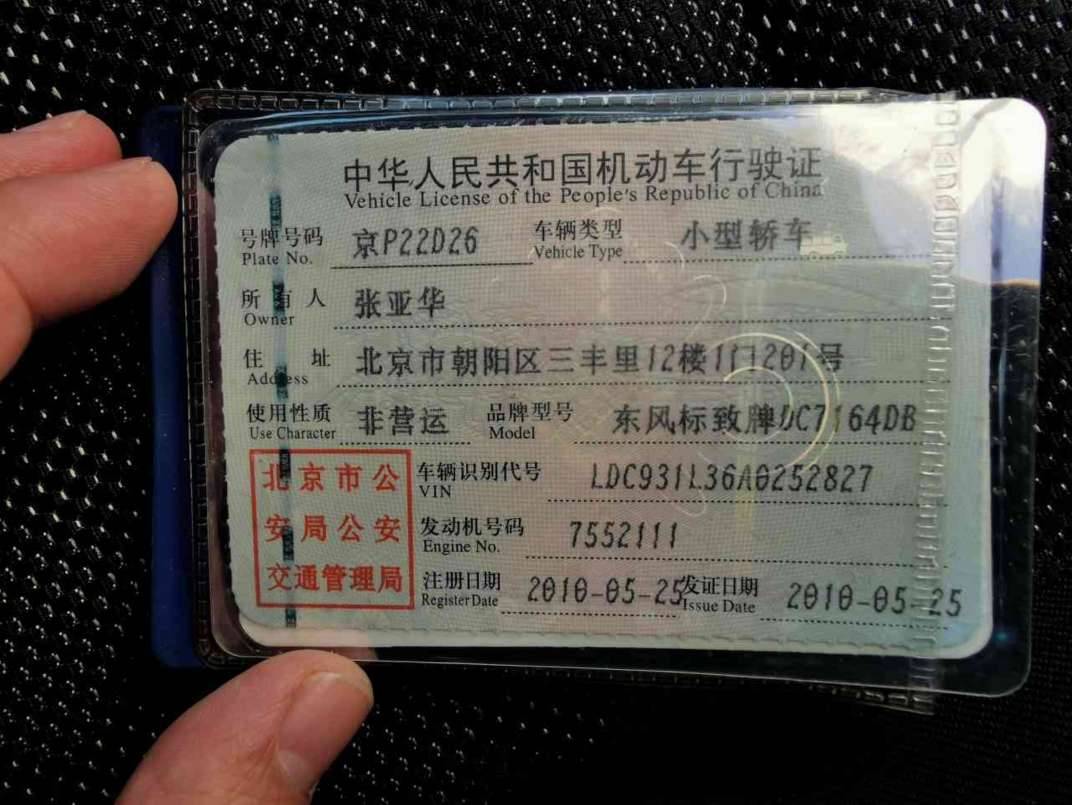 中华人民共和国机动车行驶证
Vehicle License of the People's Republic of China
号牌号码 京P22D26 车辆类型 小型轿车
Plate No. Vehicle Type
所有人 张亚华
Owner
住址 北京市朝阳区三丰里12楼1门201号
Address
使用性质 非营运 品牌型号 东风标致牌DC7164DB
Use Character Model
北京市公 车辆识别代号 LDC931L36A0252827
VIN
安局公安 发动机号码 7552111
Engine No.
交通管理局 注册日期 2010-05-25 发证日期 2010-05-25
Register Date Issue Date